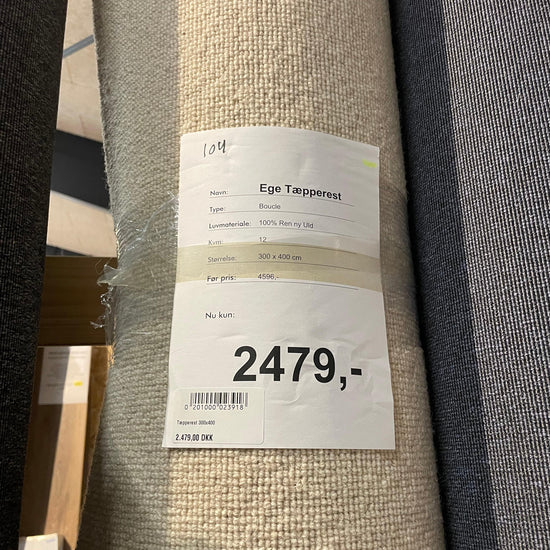 104
Navn: Ege Tæpperest
Type: Boucle
Luvmateriale: 100% Ren ny Uld
Kvm: 12
Størrelse: 300 x 400 cm
Før pris: 4596,-
Nu kun:
2479,-
0 201000 023918
Tæpperest 300x400
2.479,00 DKK